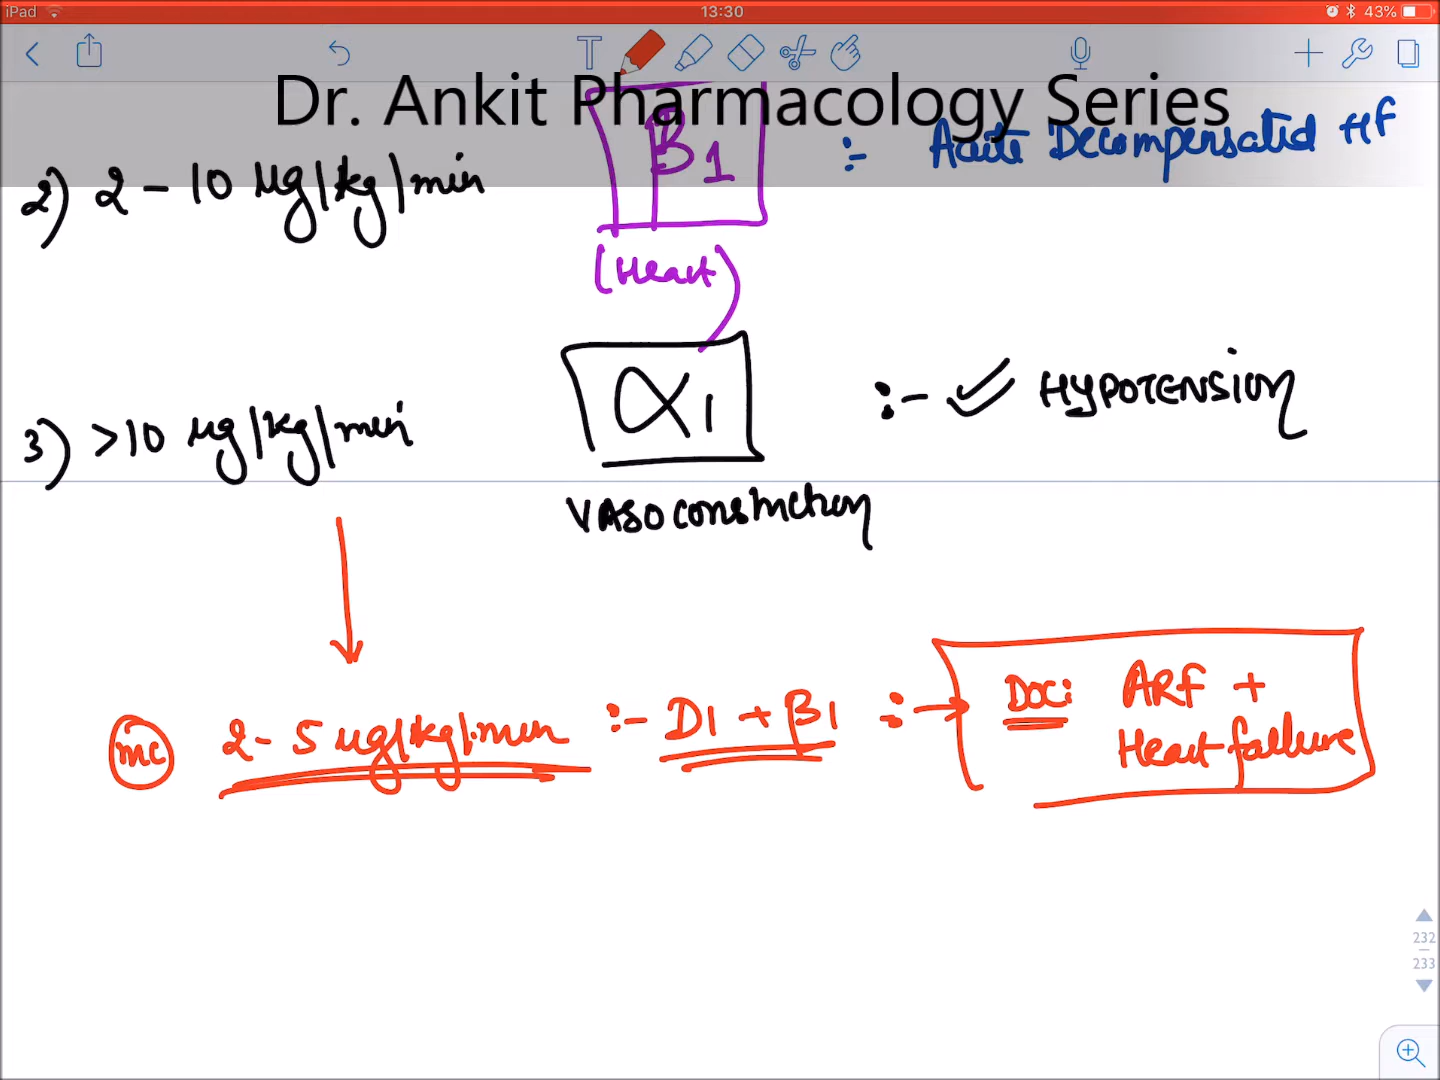 iPad 13:30 43%
T
Dr. Ankit Pharmacology Series
2) 2 - 10 µg/kg/min β1 :- Acute Decompensated HF
(Heart)
3) >10 µg/kg/min α1 :- HYPOTENSION
VASOconstriction
mc 2-5 µg/kg/min :- D1 + β1 : → DOC: ARF +
Heart failure
232
233